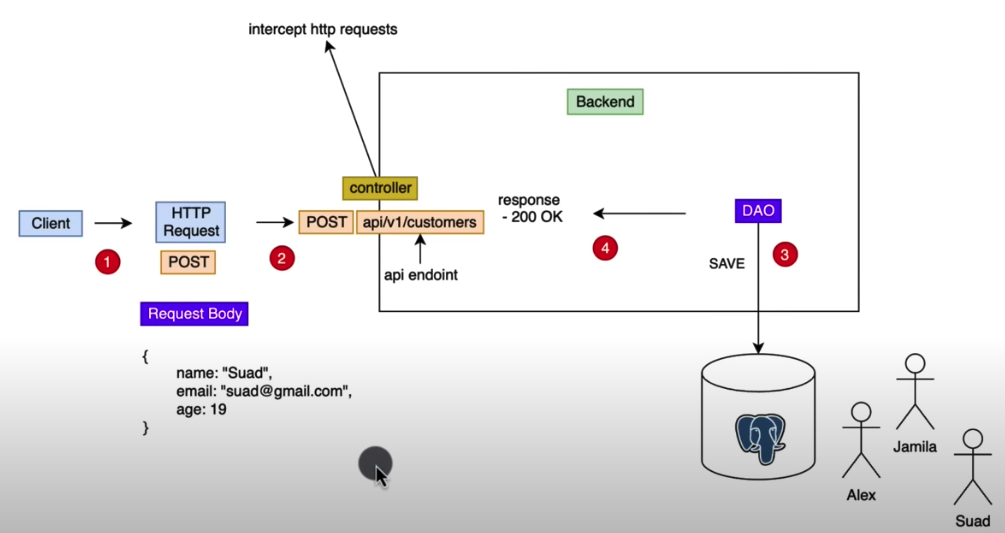 intercept http requests
Backend
controller
Client
HTTP
Request
POST
POST
api/v1/customers
response
- 200 OK
DAO
1
2
api endoint
4
SAVE
3
Request Body
{
name: "Suad",
email: "suad@gmail.com",
age: 19
}
Jamila
Alex
Suad